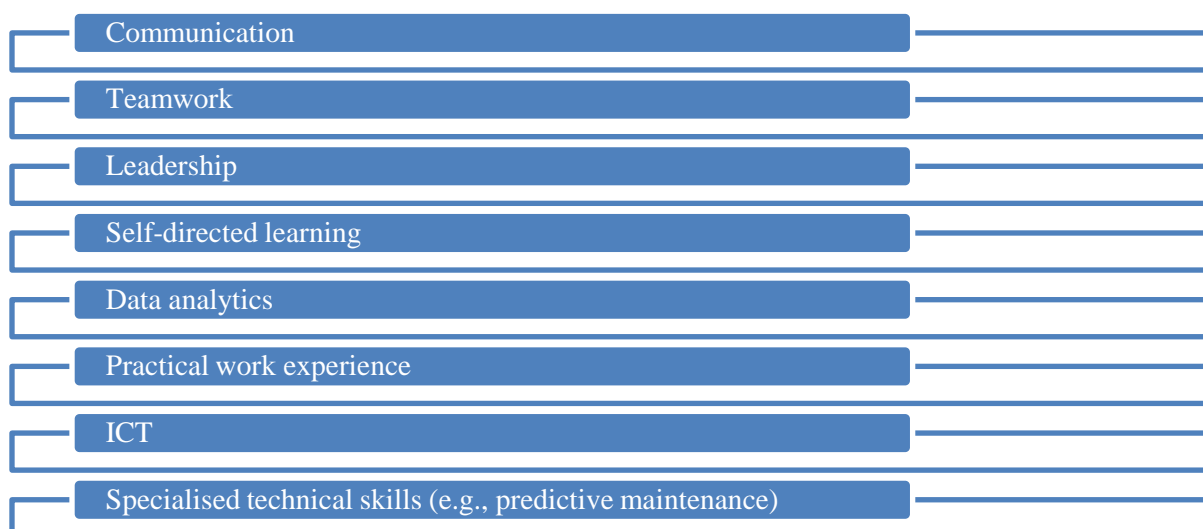 Communication
Teamwork
Leadership
Self-directed learning
Data analytics
Practical work experience
ICT
Specialised technical skills (e.g., predictive maintenance)